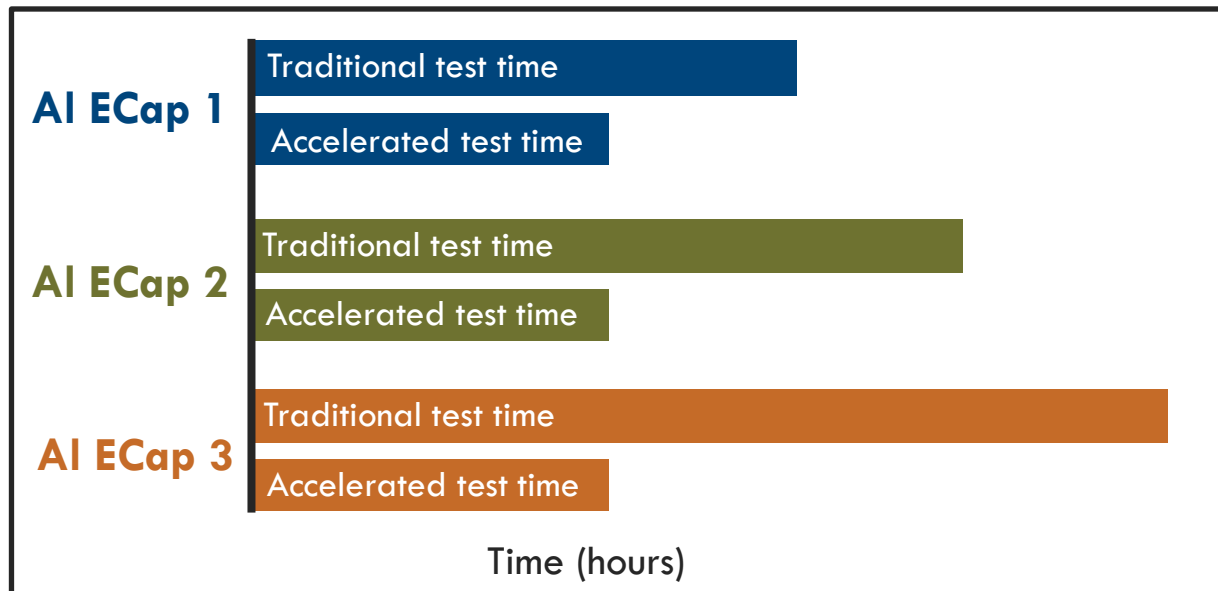 Al ECap 1
Traditional test time
Accelerated test time
Al ECap 2
Traditional test time
Accelerated test time
Al ECap 3
Traditional test time
Accelerated test time
Time (hours)